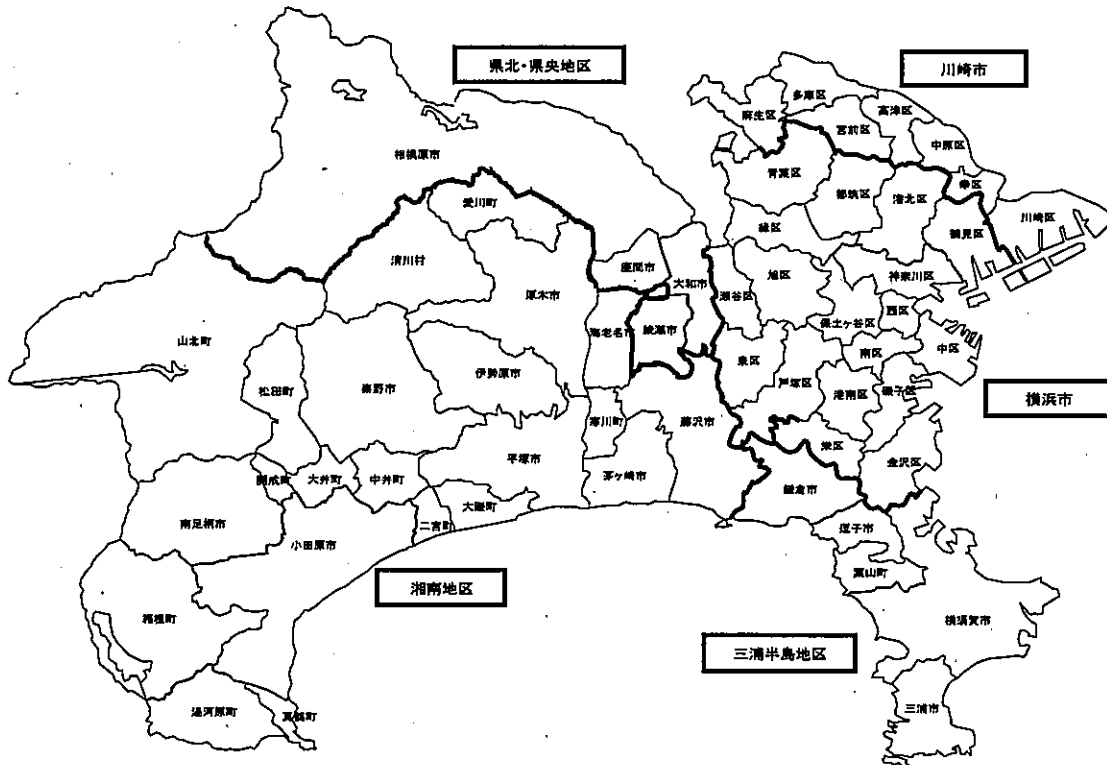 県北・県央地区
川崎市
多摩区
高津区
麻生区
宮前区
中原区
相模原市
青葉区
幸区
愛川町
都筑区
港北区
川崎区
緑区
鶴見区
清川村
座間市
旭区
神奈川区
厚木市
大和市
瀬谷区
西区
海老名市
綾瀬市
保土ヶ谷区
山北町
泉区
南区
中区
伊勢原市
戸塚区
松田町
秦野市
港南区
磯子区
横浜市
寒川町
藤沢市
栄区
平塚市
金沢区
開成町
大井町
中井町
茅ヶ崎市
鎌倉市
南足柄市
大磯町
二宮町
逗子市
小田原市
葉山町
湘南地区
箱根町
横須賀市
三浦半島地区
三浦市
湯河原町
真鶴町